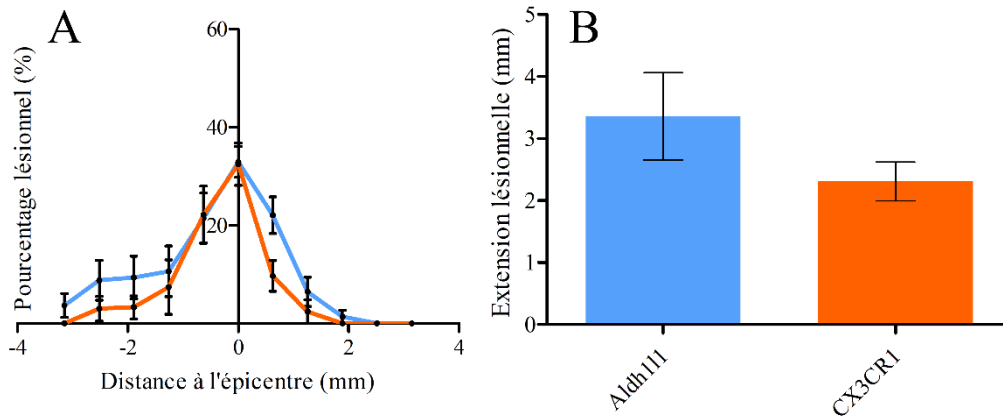 A
Pourcentage lésionnel (%)
60
40
20
-4
-2
0
2
4
Distance à l'épicentre (mm)
B
Extension lésionnelle (mm)
5
4
3
2
1
0
Aldh1l1
CX3CR1